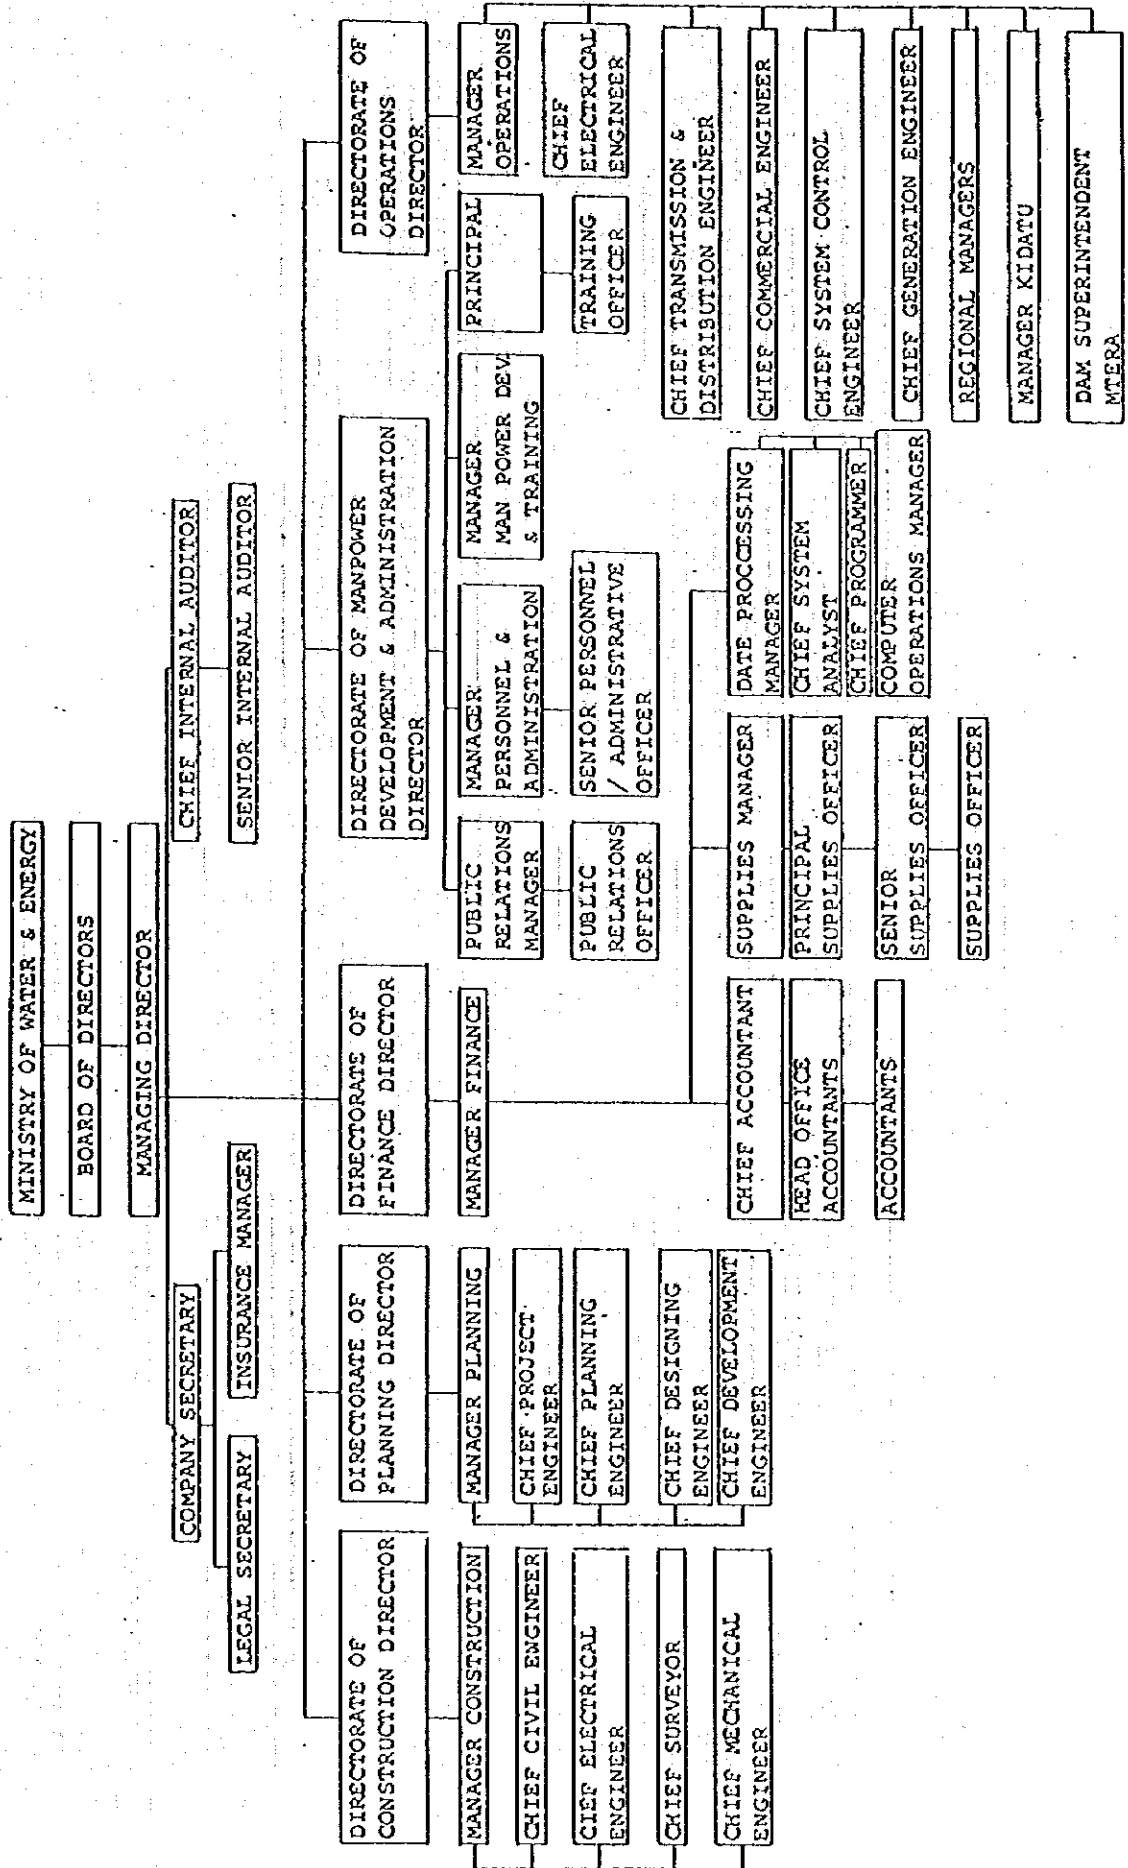 MINISTRY OF WATER & ENERGY
BOARD OF DIRECTORS
MANAGING DIRECTOR
COMPANY SECRETARY
CHIEF INTERNAL AUDITOR
LEGAL SECRETARY
INSURANCE MANAGER
SENIOR INTERNAL AUDITOR
DIRECTORATE OF
CONSTRUCTION DIRECTOR
DIRECTORATE OF
PLANNING DIRECTOR
DIRECTORATE OF
FINANCE DIRECTOR
DIRECTORATE OF MANPOWER
DEVELOPMENT & ADMINISTRATION
DIRECTOR
DIRECTORATE OF
OPERATIONS
DIRECTOR
MANAGER CONSTRUCTION
CHIEF CIVIL ENGINEER
CIEF ELECTRICAL
ENGINEER
CHIEF SURVEYOR
CHIEF MECHANICAL
ENGINEER
MANAGER PLANNING
CHIEF PROJECT
ENGINEER
CHIEF PLANNING
ENGINEER
CHIEF DESIGNING
ENGINEER
CHIEF DEVELOPMENT
ENGINEER
MANAGER FINANCE
CHIEF ACCOUNTANT
HEAD OFFICE
ACCOUNTANTS
ACCOUNTANTS
SUPPLIES MANAGER
PRINCIPAL
SUPPLIES OFFICER
SENIOR
SUPPLIES OFFICER
SUPPLIES OFFICER
DATE PROCCESSING
MANAGER
CHIEF SYSTEM
ANALYST
CHIEF PROGRAMMER
COMPUTER
OPERATIONS MANAGER
PUBLIC
RELATIONS
MANAGER
PUBLIC
RELATIONS
OFFICER
MANAGER
PERSONNEL &
ADMINISTRATION
SENIOR PERSONNEL
/ ADMINISTRATIVE
OFFICER
MANAGER
MAN POWER DEV.
& TRAINING
PRINCIPAL
TRAINING
OFFICER
MANAGER
OPERATIONS
CHIEF
ELECTRICAL
ENGINEER
CHIEF TRANSMISSION &
DISTRIBUTION ENGINEER
CHIEF COMMERCIAL ENGINEER
CHIEF SYSTEM CONTROL
ENGINEER
CHIEF GENERATION ENGINEER
REGIONAL MANAGERS
MANAGER KIDATU
DAM SUPERINTENDENT
MTERA